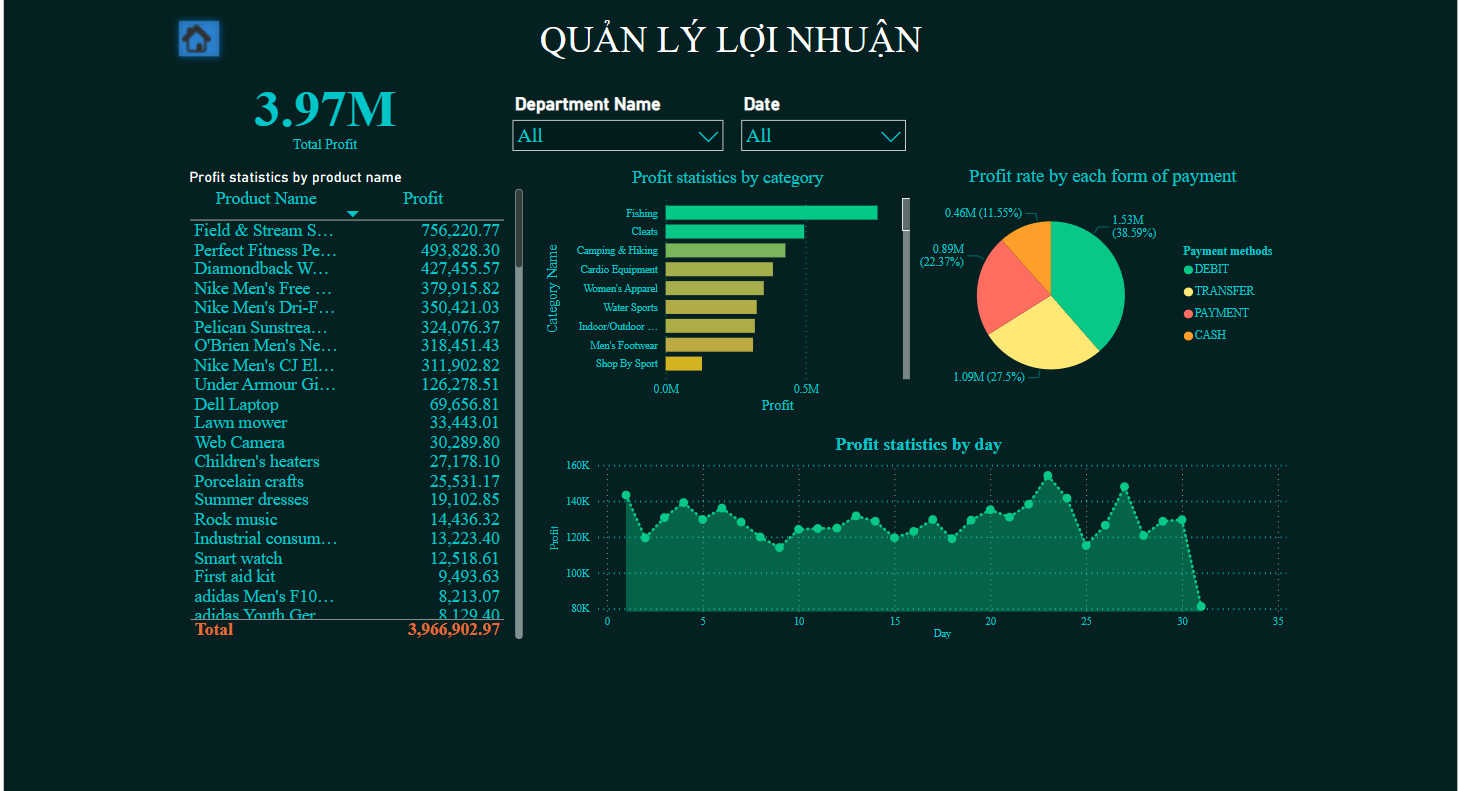 QUẢN LÝ LỢI NHUẬN
3.97M
Total Profit
Department Name
All
Date
All
Profit statistics by product name
Product Name Profit
Field & Stream S… 756,220.77
Perfect Fitness Pe… 493,828.30
Diamondback W… 427,455.57
Nike Men's Free … 379,915.82
Nike Men's Dri-F… 350,421.03
Pelican Sunstrea… 324,076.37
O'Brien Men's Ne… 318,451.43
Nike Men's CJ El… 311,902.82
Under Armour Gi… 126,278.51
Dell Laptop 69,656.81
Lawn mower 33,443.01
Web Camera 30,289.80
Children's heaters 27,178.10
Porcelain crafts 25,531.17
Summer dresses 19,102.85
Rock music 14,436.32
Industrial consum… 13,223.40
Smart watch 12,518.61
First aid kit 9,493.63
adidas Men's F10… 8,213.07
adidas Youth Ger… 8,129.40
Total 3,966,902.97
Profit statistics by category
Category Name
Fishing
Cleats
Camping & Hiking
Cardio Equipment
Women's Apparel
Water Sports
Indoor/Outdoor …
Men's Footwear
Shop By Sport
0.0M 0.5M
Profit
Profit rate by each form of payment
0.46M (11.55%)
1.53M
(38.59%)
0.89M
(22.37%)
1.09M (27.5%)
Payment methods
DEBIT
TRANSFER
PAYMENT
CASH
Profit statistics by day
Profit
160K
140K
120K
100K
80K
0 5 10 15 20 25 30 35
Day